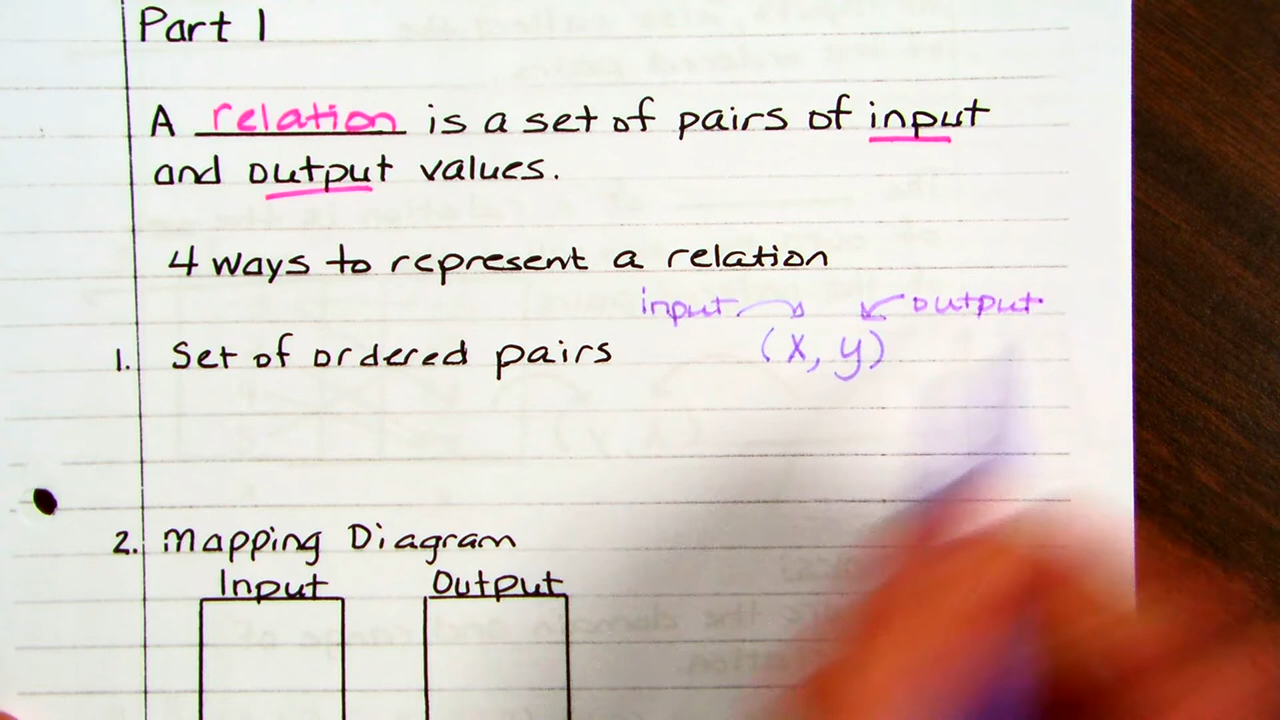 Part 1
A relation is a set of pairs of input
and output values.
4 ways to represent a relation
input output
1. Set of ordered pairs (x, y)
2. Mapping Diagram
Input Output